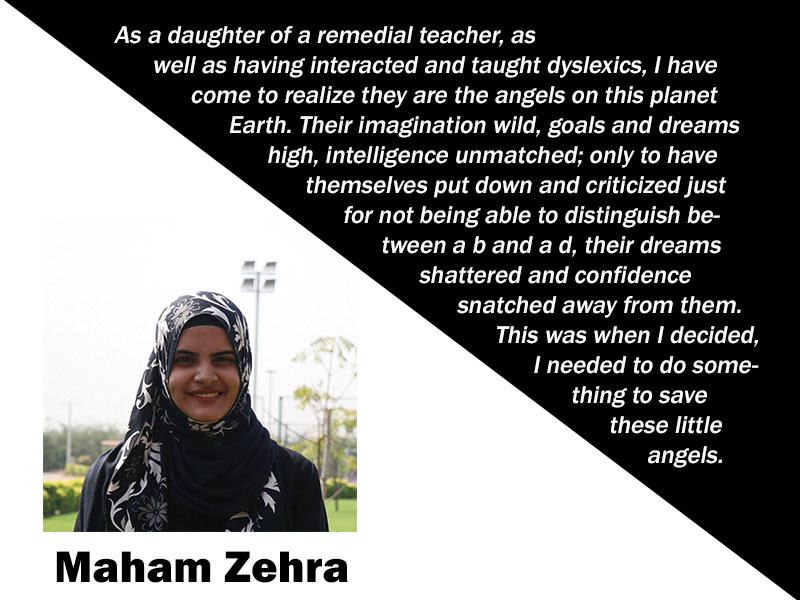 As a daughter of a remedial teacher, as
well as having interacted and taught dyslexics, I have
come to realize they are the angels on this planet
Earth. Their imagination wild, goals and dreams
high, intelligence unmatched; only to have
themselves put down and criticized just
for not being able to distinguish be-
tween a b and a d, their dreams
shattered and confidence
snatched away from them.
This was when I decided,
I needed to do some-
thing to save
these little
angels.
Maham Zehra